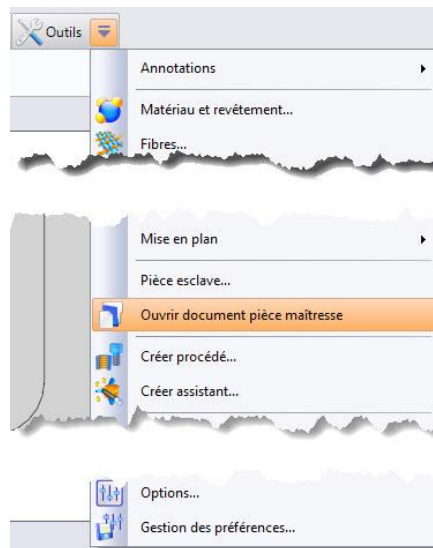 Outils
Annotations
Matériau et revêtement...
Fibres...
Mise en plan
Pièce esclave...
Ouvrir document pièce maîtresse
Créer procédé...
Créer assistant...
Options...
Gestion des préférences...